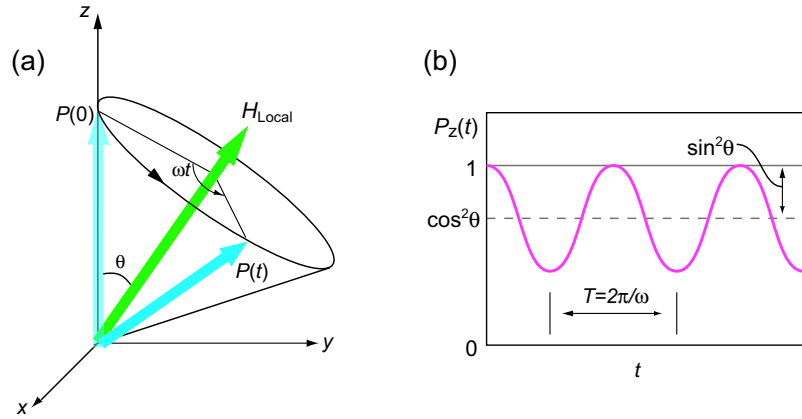 (a)
z
P(0)
H_Local
ωt
θ
P(t)
y
x
(b)
P_z(t)
sin²θ
1
cos²θ
T=2π/ω
0
t